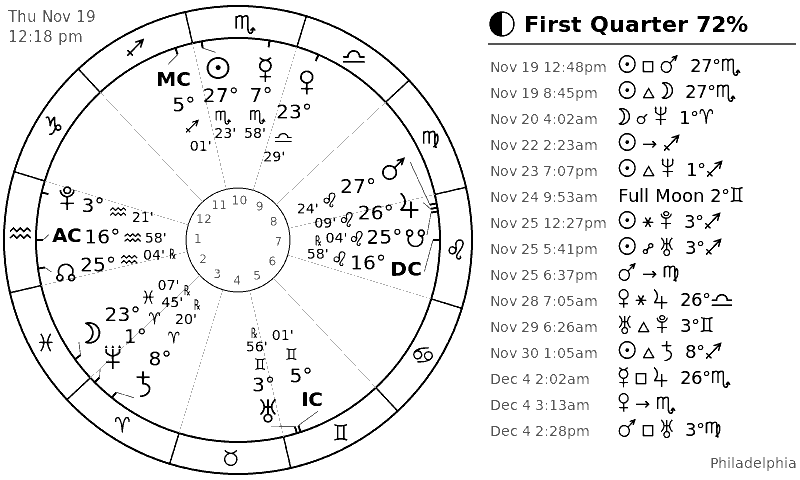 Thu Nov 19
12:18 pm
♏
♐
♎
MC
☉
☿
♀
5° 27° 7° 23°
♐ ♏ ♏ ♎
01' 23' 58' 29'
♑
♍
♇ 3° ♒ 21'
♂ 27° ♌ 24'
♃ 26° ♌ 09'
♒
AC 16° ♒ 58'
☋ 25° ♌ 04' ℞
♌
☊ 25° ♒ 04' ℞
DC 16° ♌ 58'
11 10 9
12 8
1 7
2 6
3 4 5
☽ 23° ♓ 07'
♆ 1° ♈ 45' ℞
♄ 8° ♈ 20' ℞
℞ 01'
56' ♊
♊ 5°
3° IC
♅
♓
♋
♈
♊
♉
First Quarter 72%
Nov 19 12:48pm ☉ □ ♂ 27°♏
Nov 19 8:45pm ☉ △ ☽ 27°♏
Nov 20 4:02am ☽ ☌ ♆ 1°♈
Nov 22 2:23am ☉ → ♐
Nov 23 7:07pm ☉ △ ♆ 1°♐
Nov 24 9:53am Full Moon 2°♊
Nov 25 12:27pm ☉ ⚹ ♇ 3°♐
Nov 25 5:41pm ☉ ☍ ♅ 3°♐
Nov 25 6:37pm ♂ → ♍
Nov 28 7:05am ♀ ⚹ ♃ 26°♎
Nov 29 6:26am ♅ △ ♇ 3°♊
Nov 30 1:05am ☉ △ ♄ 8°♐
Dec 4 2:02am ☿ □ ♃ 26°♏
Dec 4 3:13am ♀ → ♏
Dec 4 2:28pm ♂ □ ♅ 3°♍
Philadelphia